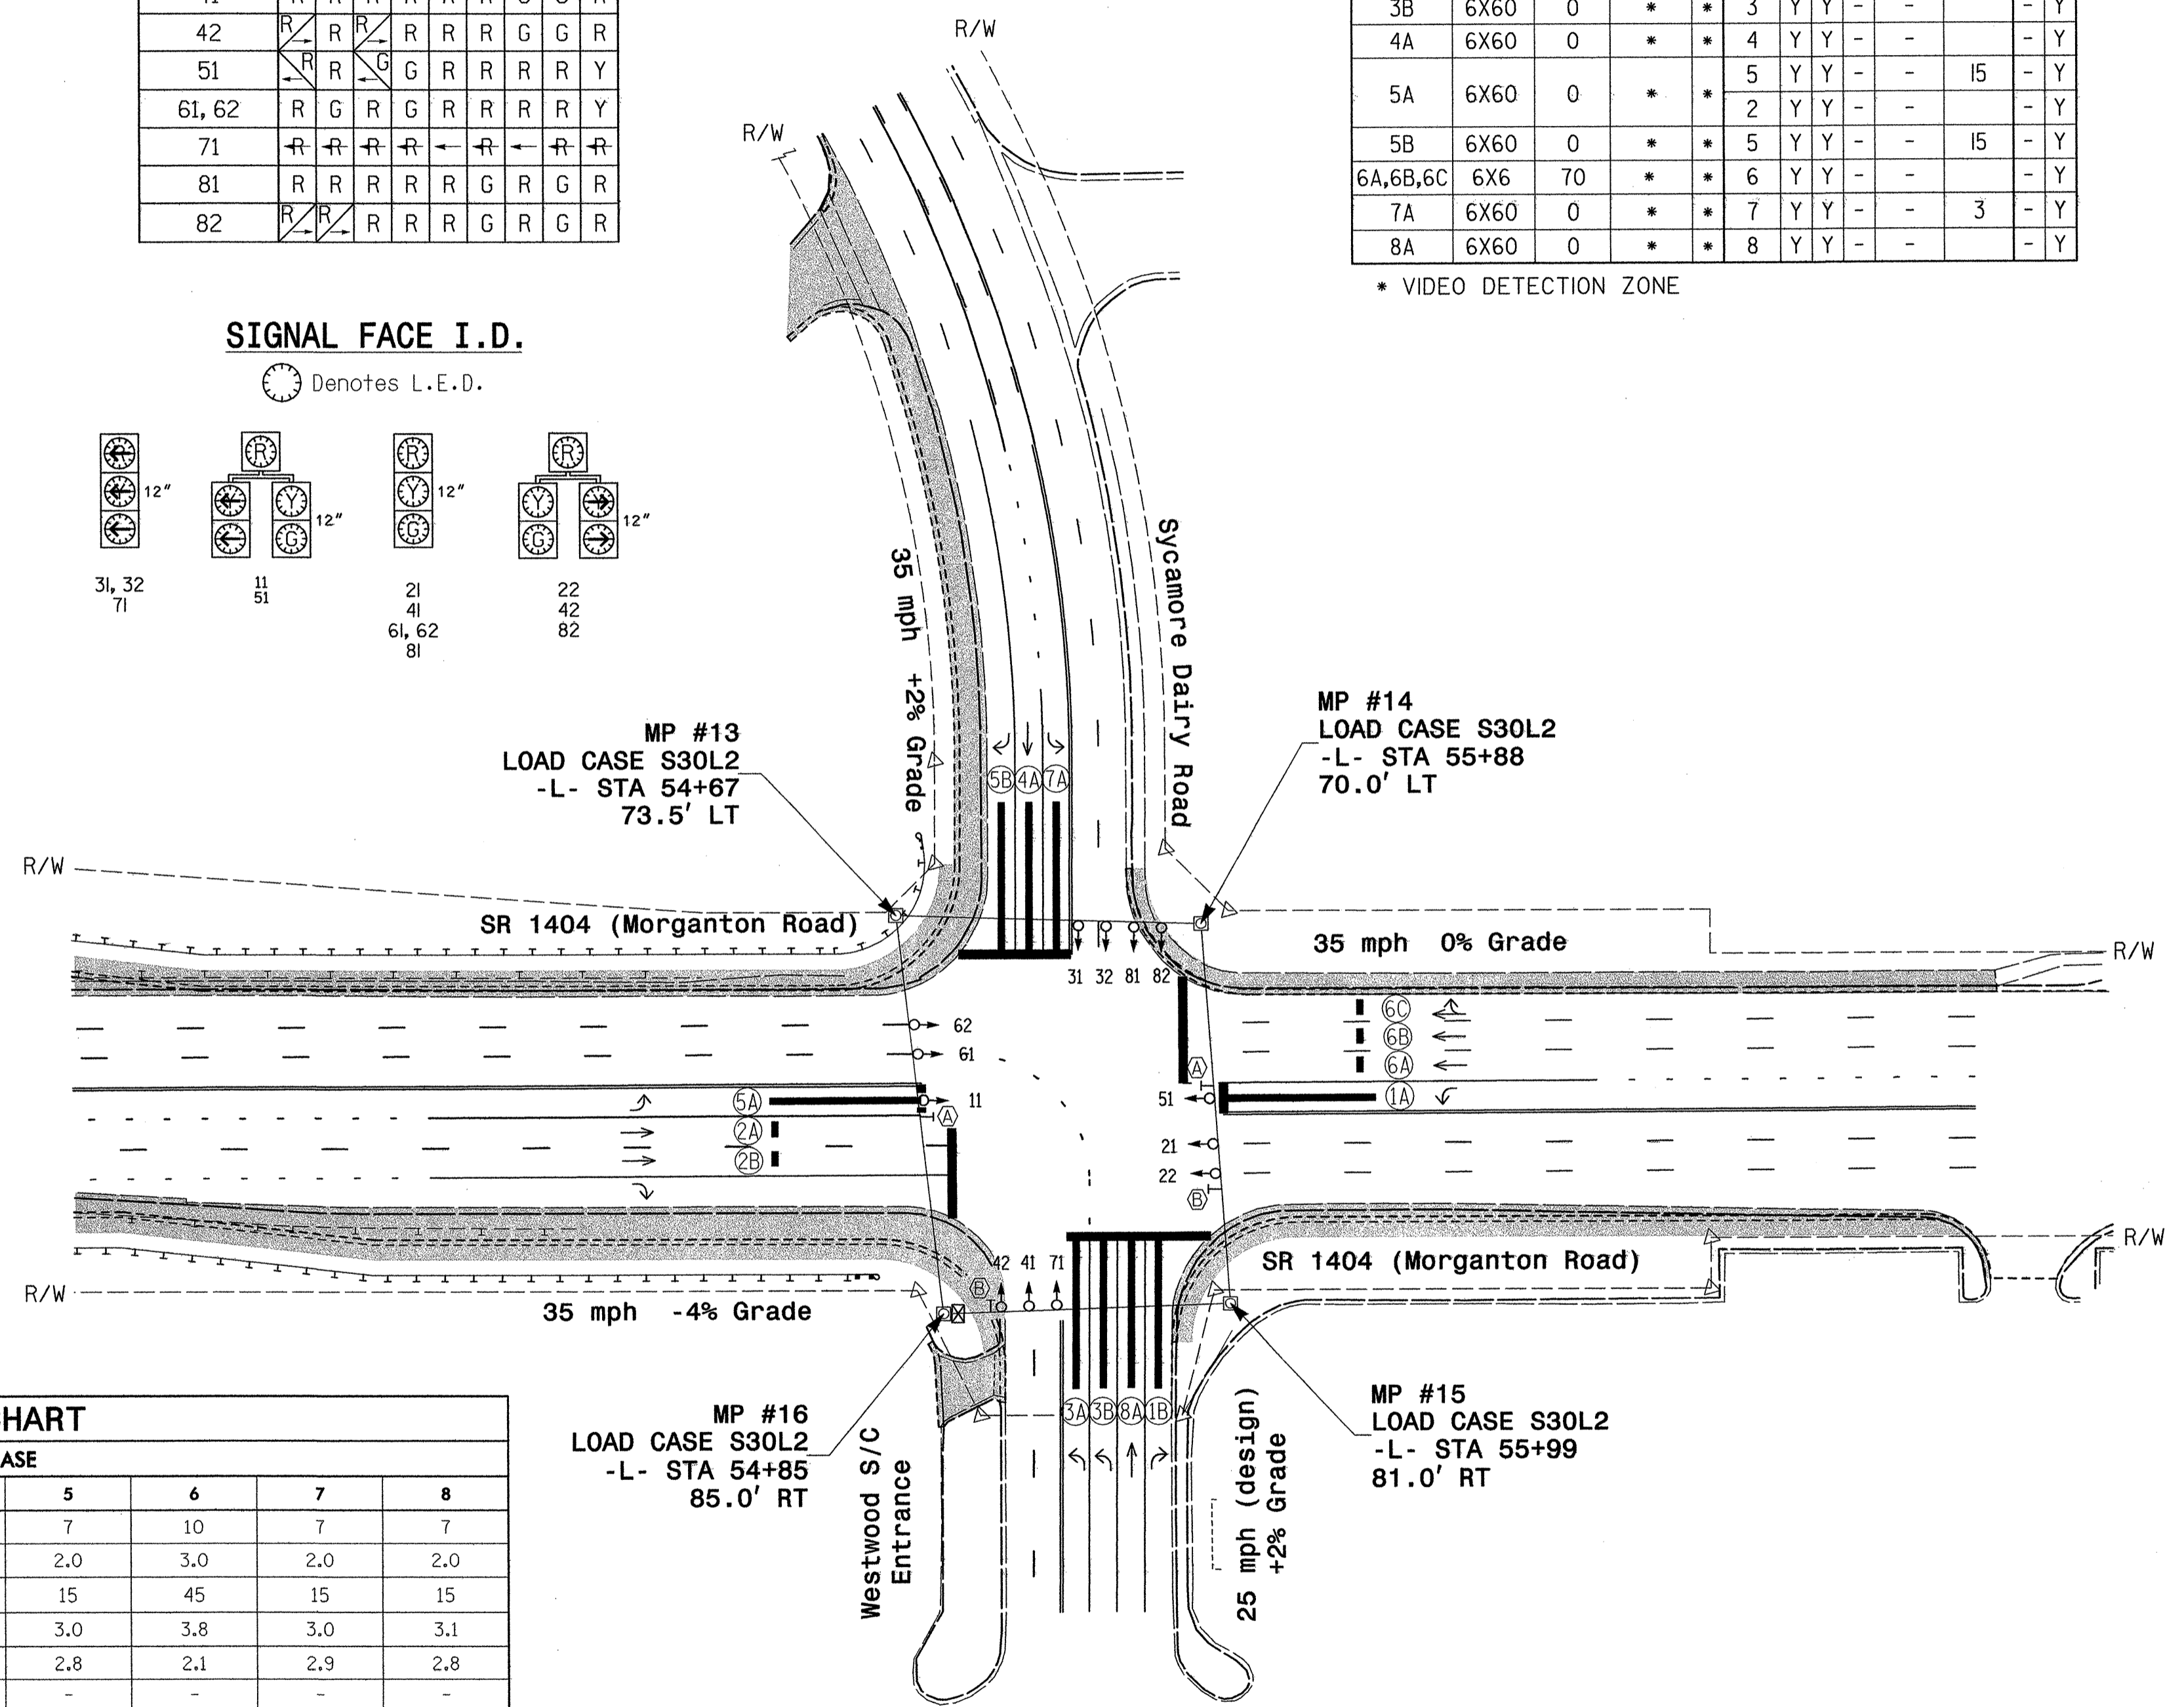 42 R R R R R G G R
51 R R G G R R R R Y
61, 62 R G R G R R R R Y
71 R R R R ← R ← R R
81 R R R R R G R G R
82 R R R R R G R G R
3B 6X60 0 * * 3 Y Y - - - Y
4A 6X60 0 * * 4 Y Y - - - Y
5A 6X60 0 * * 5 Y Y - - 15 - Y
2 Y Y - - - Y
5B 6X60 0 * * 5 Y Y - - 15 - Y
6A,6B,6C 6X6 70 * * 6 Y Y - - - Y
7A 6X60 0 * * 7 Y Y - - 3 - Y
8A 6X60 0 * * 8 Y Y - - - Y
* VIDEO DETECTION ZONE
R/W
R/W
SIGNAL FACE I.D.
Denotes L.E.D.
R
R
R
R
12"
Y
Y
12"
Y
12"
Y
12"
G
G
G
31, 32
71
11
51
21
41
61, 62
81
22
42
82
35 mph +2% Grade
Sycamore Dairy Road
MP #13
LOAD CASE S30L2
-L- STA 54+67
73.5' LT
MP #14
LOAD CASE S30L2
-L- STA 55+88
70.0' LT
5B 4A 7A
R/W
SR 1404 (Morganton Road)
31 32 81 82
35 mph 0% Grade
R/W
62
61
11
6C
6B
6A
1A
A
51
5A
2A
2B
A
21
22
B
42 41 71
B
SR 1404 (Morganton Road)
R/W
R/W
35 mph -4% Grade
3A 3B 8A 1B
MP #16
LOAD CASE S30L2
-L- STA 54+85
85.0' RT
MP #15
LOAD CASE S30L2
-L- STA 55+99
81.0' RT
Westwood S/C
Entrance
25 mph (design)
+2% Grade
HART
ASE
5 6 7 8
7 10 7 7
2.0 3.0 2.0 2.0
15 45 15 15
3.0 3.8 3.0 3.1
2.8 2.1 2.9 2.8
- - - -